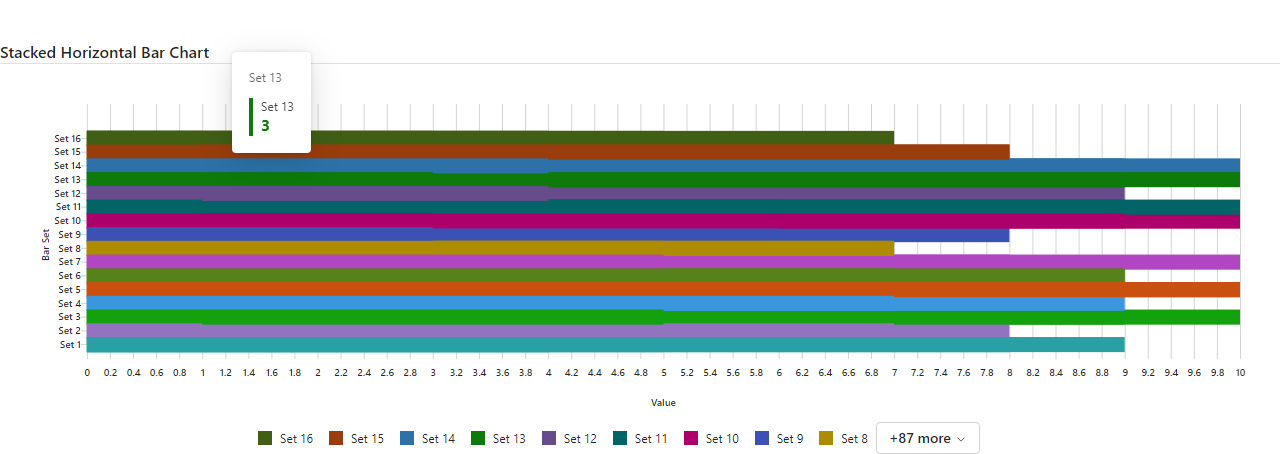 Stacked Horizontal Bar Chart
Set 13
Set 13
3
Set 16
Set 15
Set 14
Set 13
Set 12
Set 11
Set 10
Set 9
Set 8
Set 7
Set 6
Set 5
Set 4
Set 3
Set 2
Set 1
Bar Set
0 0.2 0.4 0.6 0.8 1 1.2 1.4 1.6 1.8 2 2.2 2.4 2.6 2.8 3 3.2 3.4 3.6 3.8 4 4.2 4.4 4.6 4.8 5 5.2 5.4 5.6 5.8 6 6.2 6.4 6.6 6.8 7 7.2 7.4 7.6 7.8 8 8.2 8.4 8.6 8.8 9 9.2 9.4 9.6 9.8 10
Value
Set 16 Set 15 Set 14 Set 13 Set 12 Set 11 Set 10 Set 9 Set 8 +87 more